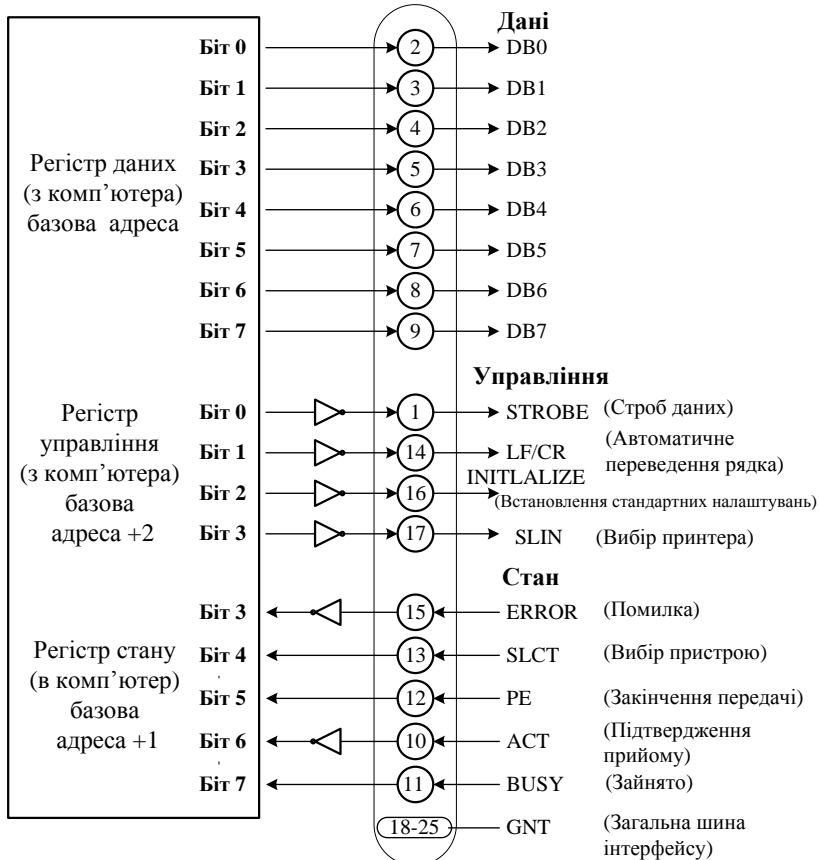 Дані
Біт 0 2 DB0
Біт 1 3 DB1
Біт 2 4 DB2
Біт 3 5 DB3
Біт 4 6 DB4
Біт 5 7 DB5
Біт 6 8 DB6
Біт 7 9 DB7
Регістр даних
(з комп’ютера)
базова адреса
Управління
Біт 0 1 STROBE (Строб даних)
Біт 1 14 LF/CR (Автоматичне
переведення рядка)
INITLALIZE
Біт 2 16 (Встановлення стандартних налаштувань)
Біт 3 17 SLIN (Вибір принтера)
Регістр
управління
(з комп’ютера)
базова
адреса +2
Стан
Біт 3 15 ERROR (Помилка)
Біт 4 13 SLCT (Вибір пристрою)
Біт 5 12 PE (Закінчення передачі)
Біт 6 10 ACT (Підтвердження
прийому)
Біт 7 11 BUSY (Зайнято)
18-25 GNT (Загальна шина
інтерфейсу)
Регістр стану
(в комп’ютер)
базова
адреса +1